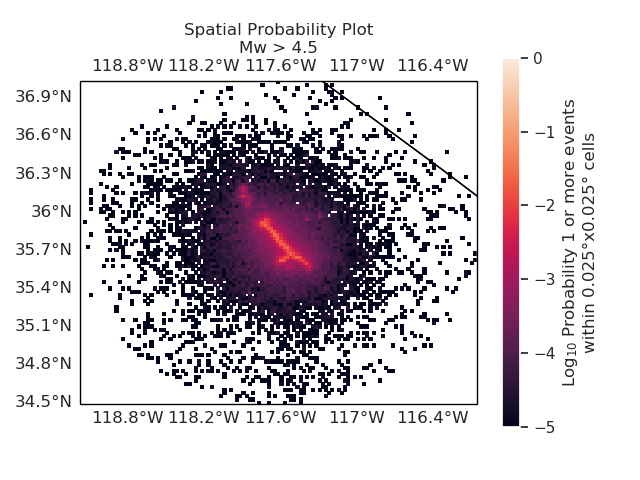 Spatial Probability Plot
Mw > 4.5
118.8°W 118.2°W 117.6°W 117°W 116.4°W
36.9°N
36.6°N
36.3°N
36°N
35.7°N
35.4°N
35.1°N
34.8°N
34.5°N
118.8°W 118.2°W 117.6°W 117°W 116.4°W
0
−1
−2
−3
−4
−5
Log₁₀ Probability 1 or more events
within 0.025°x0.025° cells